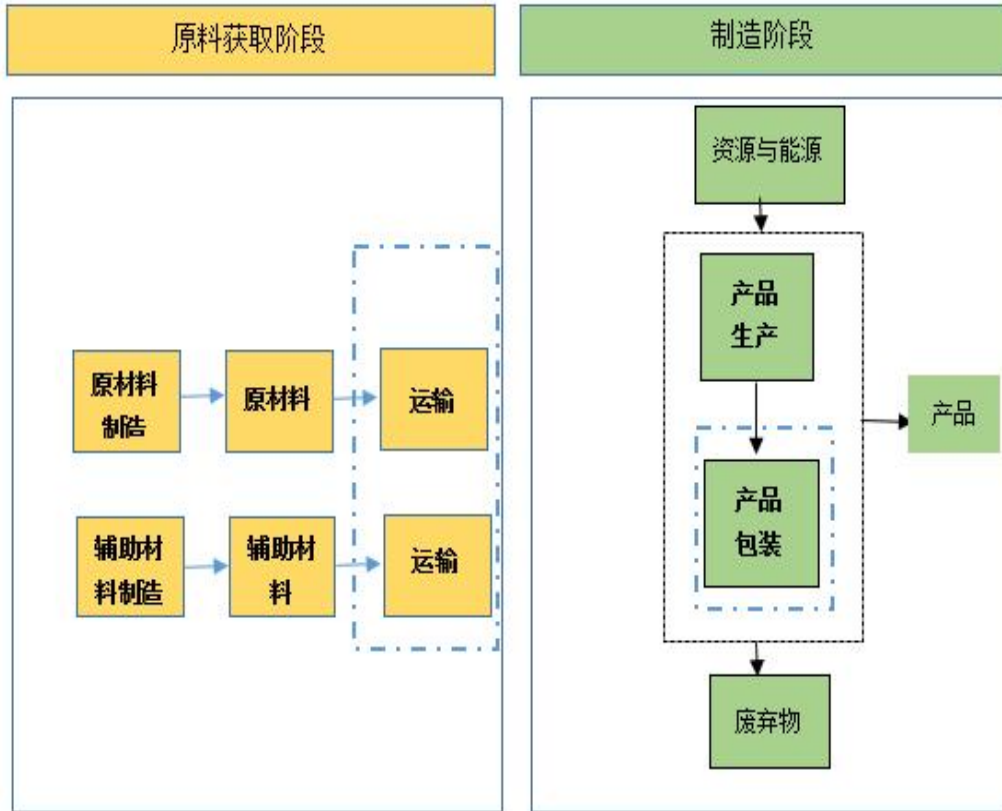 原料获取阶段
制造阶段
原材料
制造
原材料
运输
辅助材
料制造
辅助材
料
运输
资源与能源
产品
生产
产品
包装
产品
废弃物